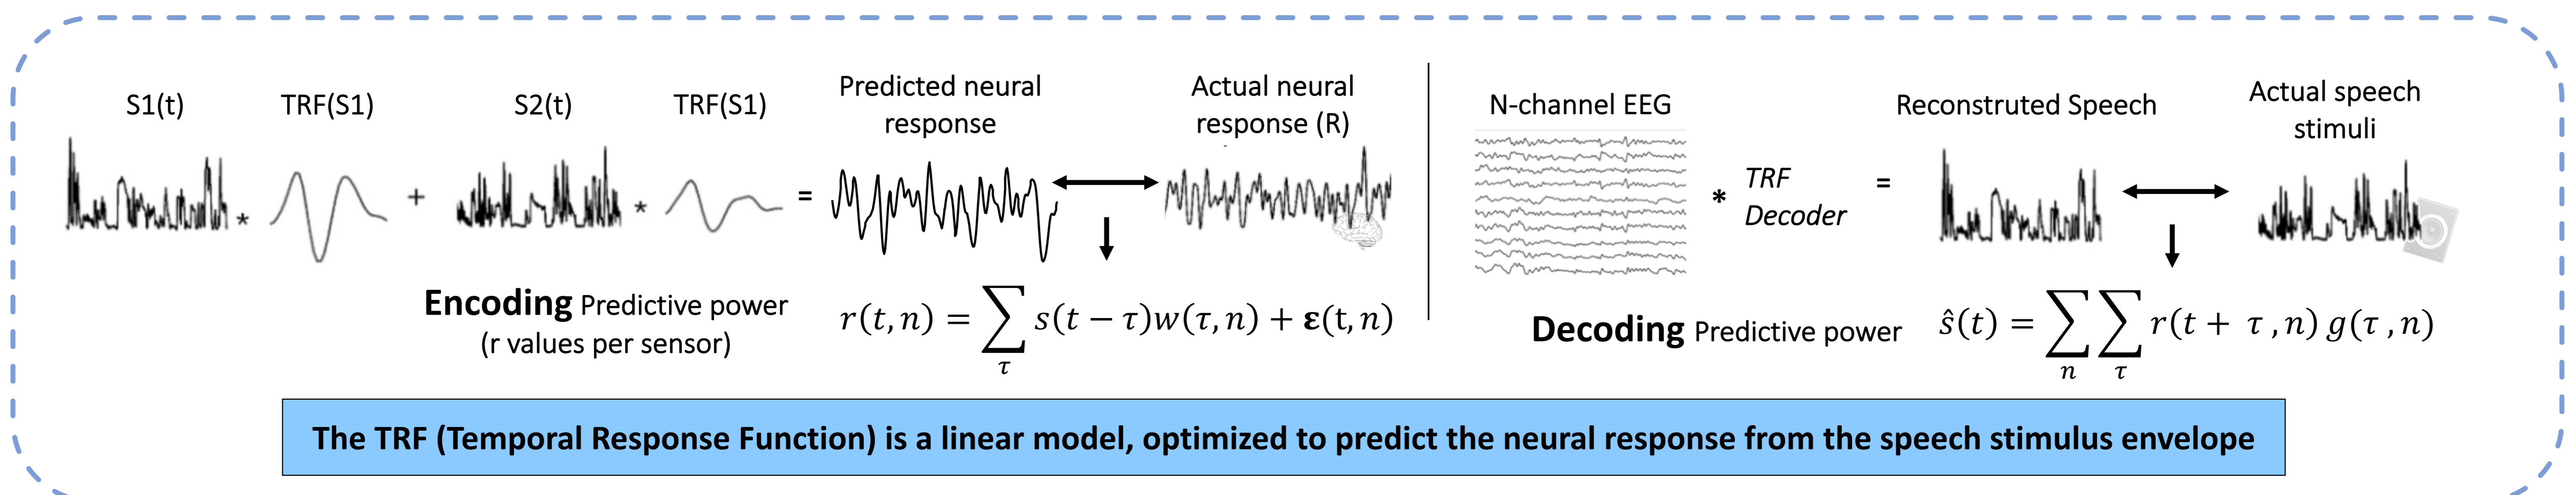 S1(t)
TRF(S1)
S2(t)
TRF(S1)
Predicted neural
response
Actual neural
response (R)
* + * =
Encoding Predictive power
(r values per sensor)
r(t, n) = ∑ s(t − τ)w(τ, n) + ε(t, n)
τ
N-channel EEG
* TRF
Decoder
=
Reconstruted Speech
Actual speech
stimuli
Decoding Predictive power
ŝ(t) = ∑ ∑ r(t + τ , n) g(τ , n)
n τ
The TRF (Temporal Response Function) is a linear model, optimized to predict the neural response from the speech stimulus envelope